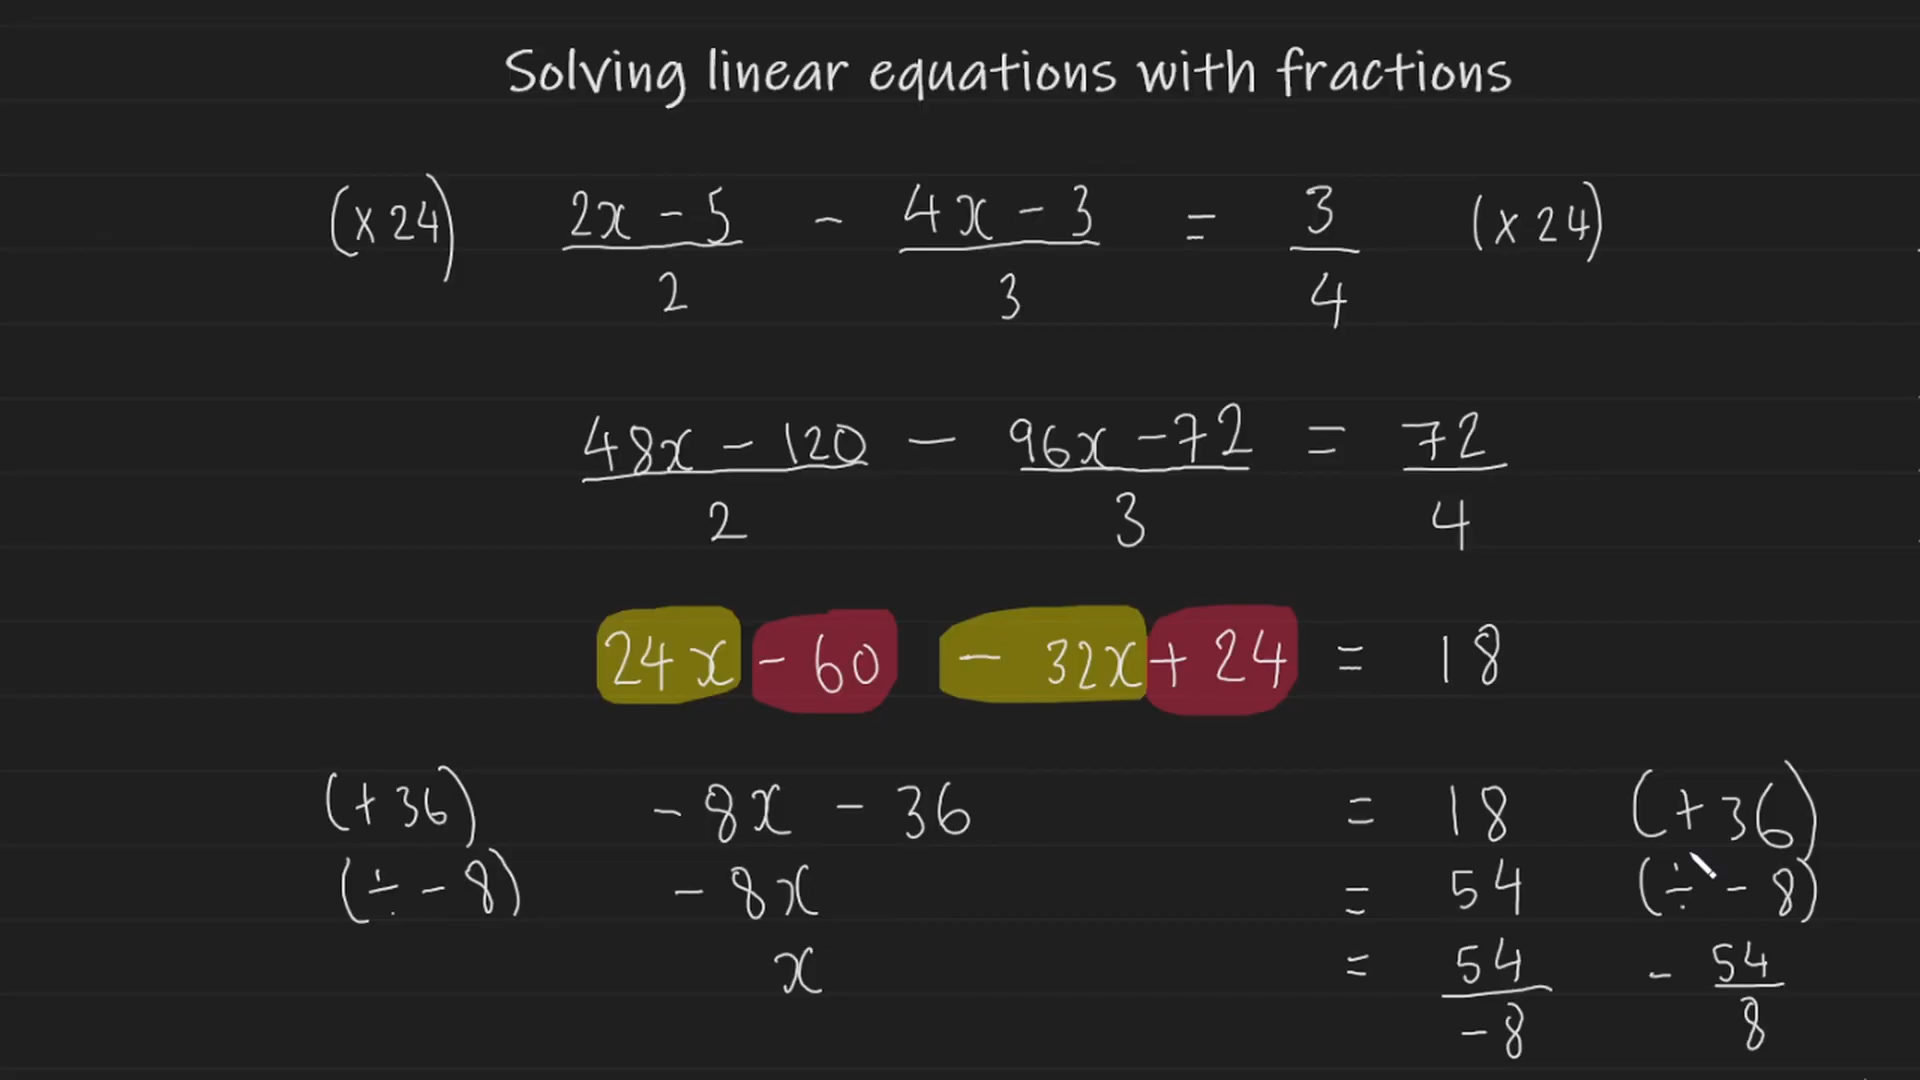 Solving linear equations with fractions
(× 24) 2x - 5 - 4x - 3 = 3 (× 24)
2 3 4
48x - 120 - 96x - 72 = 72
2 3 4
24x - 60 - 32x + 24 = 18
(+ 36) - 8x - 36 = 18 (+ 36)
(÷ - 8) - 8x = 54 (÷ - 8)
x = 54 - 54
-8 8